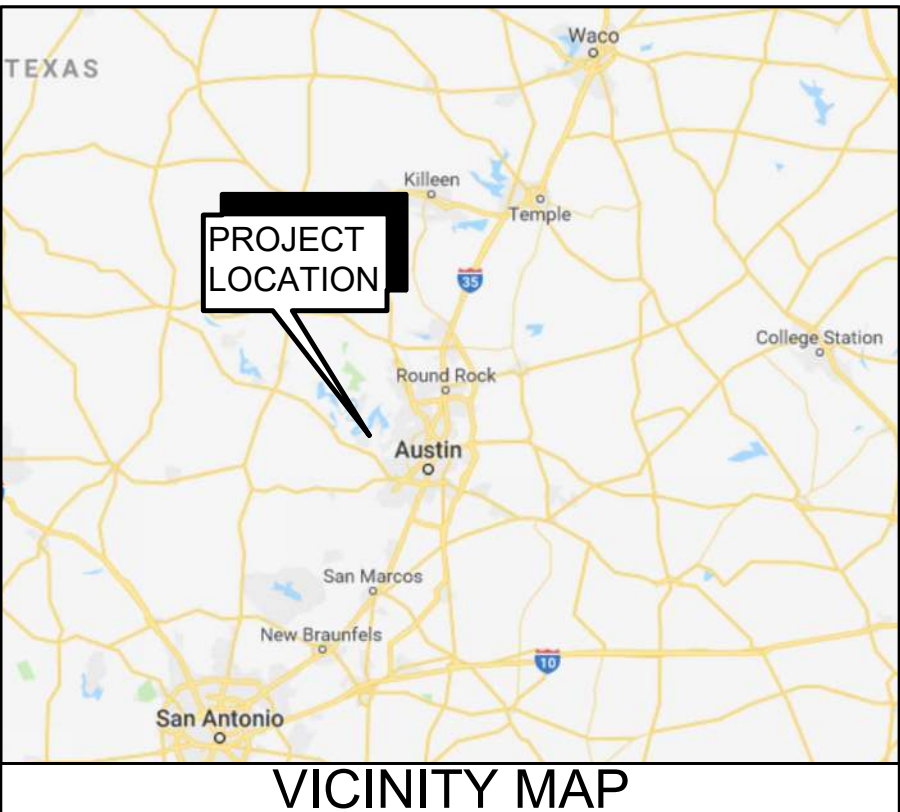 Waco
TEXAS
Killeen
Temple
PROJECT
LOCATION
35
College Station
Round Rock
Austin
San Marcos
New Braunfels
10
San Antonio
VICINITY MAP